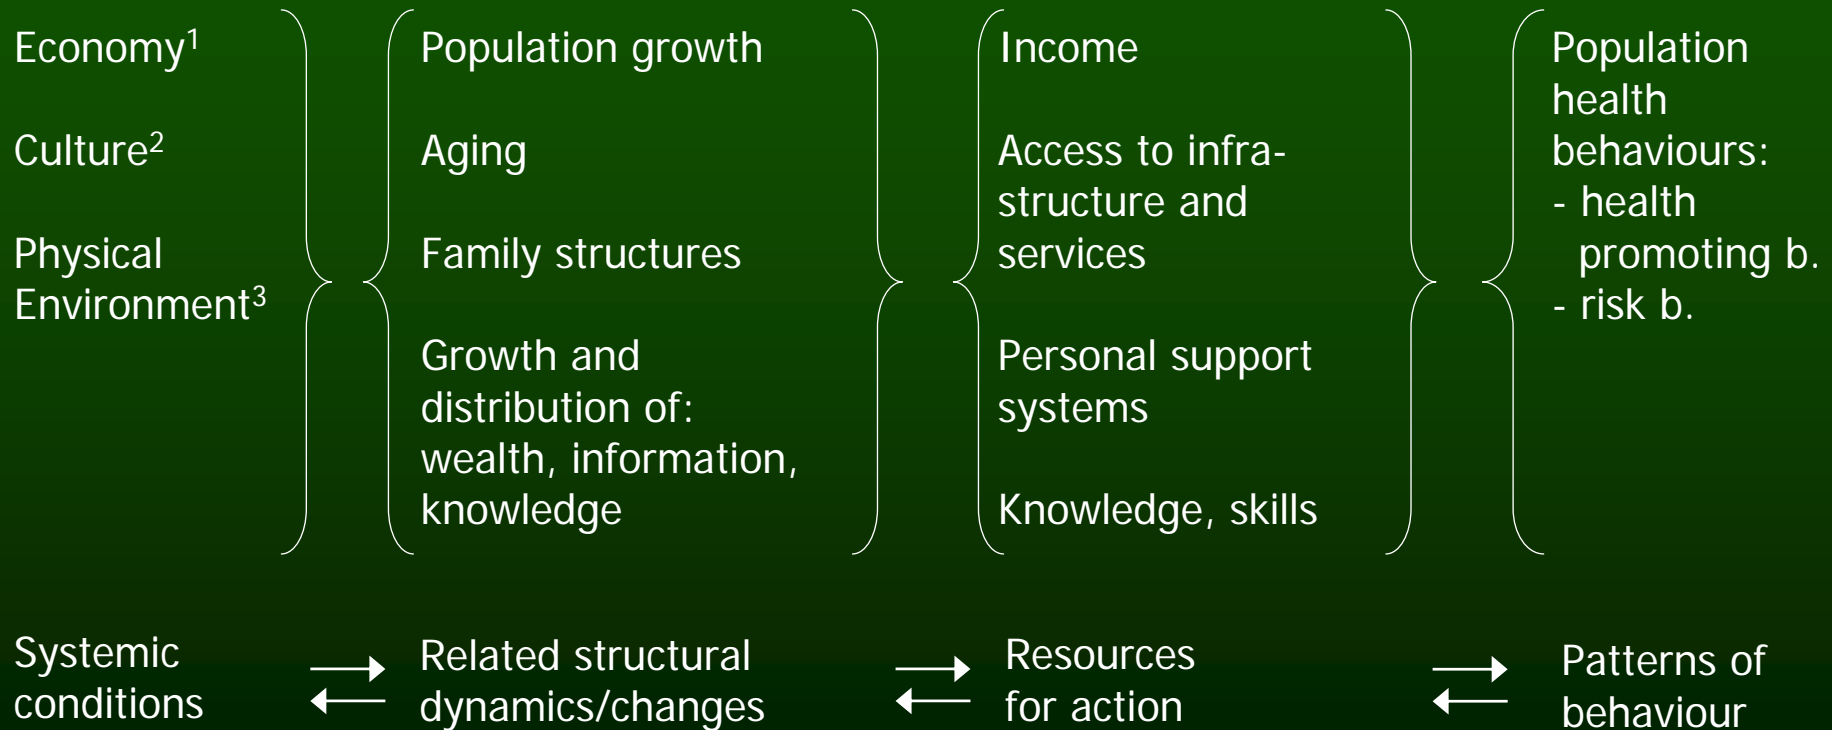 Economy¹
Culture²
Physical
Environment³
Population growth
Aging
Family structures
Growth and
distribution of:
wealth, information,
knowledge
Income
Access to infra-
structure and
services
Personal support
systems
Knowledge, skills
Population
health
behaviours:
- health
promoting b.
- risk b.
Systemic
conditions
Related structural
dynamics/changes
Resources
for action
Patterns of
behaviour